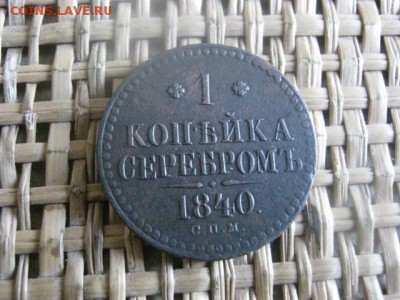 COINS.LAVE.RU
* 1 *
КОПѢЙКА
СЕРЕБРОМЪ.
1840.
С П М